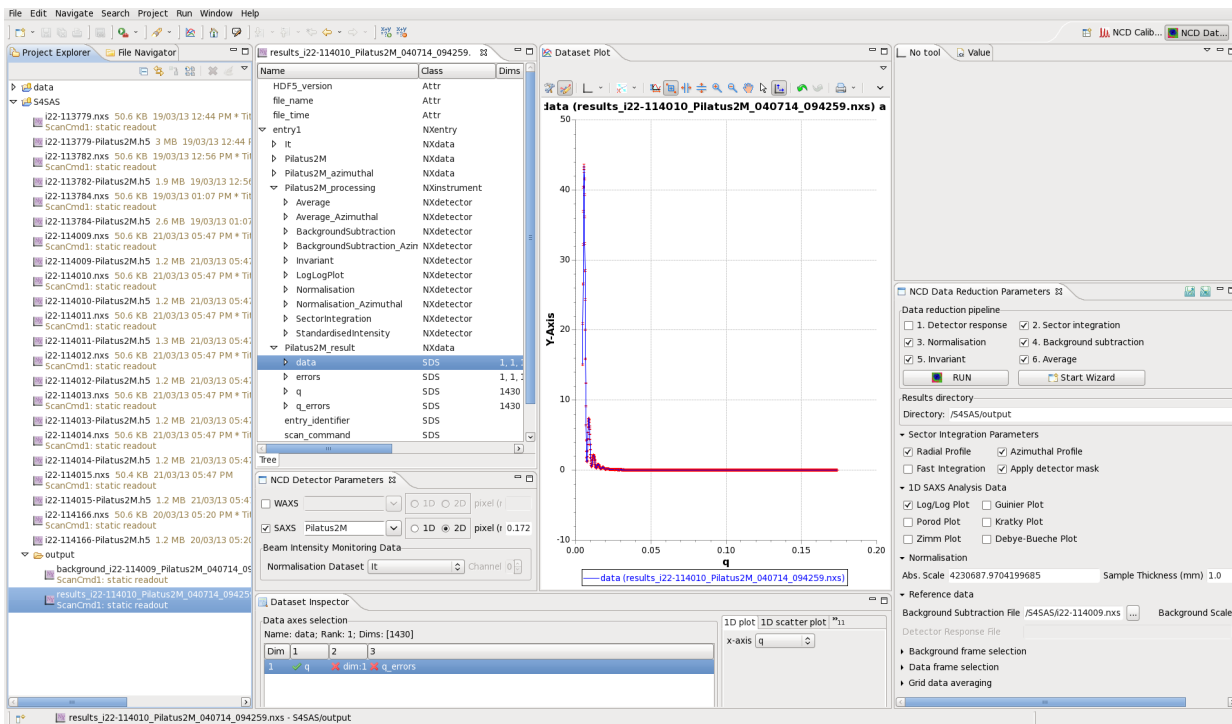 File Edit Navigate Search Project Run Window Help
NCD Calib... NCD Dat...
Project Explorer File Navigator
data
S4SAS
i22-113779.nxs 50.6 KB 19/03/13 12:44 PM * Tit
ScanCmd1: static readout
i22-113779-Pilatus2M.h5 3 MB 19/03/13 12:44
i22-113782.nxs 50.6 KB 19/03/13 12:56 PM * Tit
ScanCmd1: static readout
i22-113782-Pilatus2M.h5 1.9 MB 19/03/13 12:56
i22-113784.nxs 50.6 KB 19/03/13 01:07 PM * Tit
ScanCmd1: static readout
i22-113784-Pilatus2M.h5 2.6 MB 19/03/13 01:07
i22-114009.nxs 50.6 KB 21/03/13 05:47 PM * Tit
ScanCmd1: static readout
i22-114009-Pilatus2M.h5 1.2 MB 21/03/13 05:47
i22-114010.nxs 50.6 KB 21/03/13 05:47 PM * Tit
ScanCmd1: static readout
i22-114010-Pilatus2M.h5 1.2 MB 21/03/13 05:47
i22-114011.nxs 50.6 KB 21/03/13 05:47 PM * Tit
ScanCmd1: static readout
i22-114011-Pilatus2M.h5 1.3 MB 21/03/13 05:47
i22-114012.nxs 50.6 KB 21/03/13 05:47 PM * Tit
ScanCmd1: static readout
i22-114012-Pilatus2M.h5 1.2 MB 21/03/13 05:47
i22-114013.nxs 50.6 KB 21/03/13 05:47 PM * Tit
ScanCmd1: static readout
i22-114013-Pilatus2M.h5 1.2 MB 21/03/13 05:47
i22-114014.nxs 50.6 KB 21/03/13 05:47 PM * Tit
ScanCmd1: static readout
i22-114014-Pilatus2M.h5 1.2 MB 21/03/13 05:47
i22-114015.nxs 50.4 KB 21/03/13 05:47 PM
ScanCmd1: static readout
i22-114015-Pilatus2M.h5 1.2 MB 21/03/13 05:47
i22-114166.nxs 50.6 KB 20/03/13 05:20 PM * Tit
ScanCmd1: static readout
i22-114166-Pilatus2M.h5 1.2 MB 20/03/13 05:20
output
background_i22-114009_Pilatus2M_040714_09
ScanCmd1: static readout
results_i22-114010_Pilatus2M_040714_09425
ScanCmd1: static readout
results_i22-114010_Pilatus2M_040714_094259.
Name Class Dims
HDF5_version Attr
file_name Attr
file_time Attr
entry1 NXentry
It NXdata
Pilatus2M NXdata
Pilatus2M_azimuthal NXdata
Pilatus2M_processing NXinstrument
Average NXdetector
Average_Azimuthal NXdetector
BackgroundSubtraction NXdetector
BackgroundSubtraction_Azim NXdetector
Invariant NXdetector
LogLogPlot NXdetector
Normalisation NXdetector
Normalisation_Azimuthal NXdetector
SectorIntegration NXdetector
StandardisedIntensity NXdetector
Pilatus2M_result NXdata
data SDS 1, 1, 1
errors SDS 1, 1, 1
q SDS 1430
q_errors SDS 1430
entry_identifier SDS
scan_command SDS
Tree
NCD Detector Parameters
WAXS 1D 2D pixel (r
SAXS Pilatus2M 1D 2D pixel (r 0.172
Beam Intensity Monitoring Data
Normalisation Dataset It Channel 0
Dataset Plot
data (results_i22-114010_Pilatus2M_040714_094259.nxs) a
50
40
30
20
10
0
-10
Y-Axis
0.00 0.05 0.10 0.15 0.20
q
data (results_i22-114010_Pilatus2M_040714_094259.nxs)
Dataset Inspector
Data axes selection
Name: data; Rank: 1; Dims: [1430]
Dim 1 2 3
1 q dim:1 q_errors
1D plot 1D scatter plot »11
x-axis q
No tool Value
NCD Data Reduction Parameters
Data reduction pipeline
1. Detector response 2. Sector integration
3. Normalisation 4. Background subtraction
5. Invariant 6. Average
RUN Start Wizard
Results directory
Directory: /S4SAS/output
Sector Integration Parameters
Radial Profile Azimuthal Profile
Fast Integration Apply detector mask
1D SAXS Analysis Data
Log/Log Plot Guinier Plot
Porod Plot Kratky Plot
Zimm Plot Debye-Bueche Plot
Normalisation
Abs. Scale 4230687.9704199685 Sample Thickness (mm) 1.0
Reference data
Background Subtraction File /S4SAS/i22-114009.nxs ... Background Scale
Detector Response File
Background frame selection
Data frame selection
Grid data averaging
results_i22-114010_Pilatus2M_040714_094259.nxs - S4SAS/output